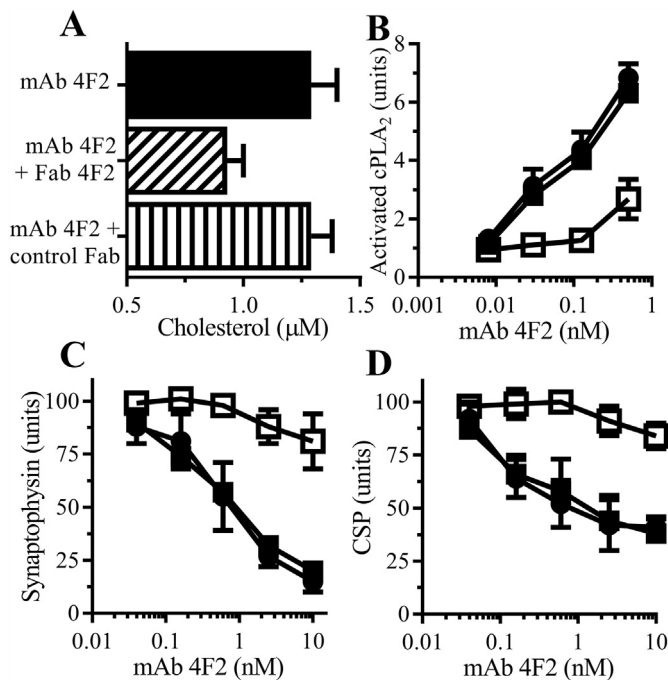 A
mAb 4F2
mAb 4F2
+ Fab 4F2
mAb 4F2 +
control Fab
0.5
1.0
1.5
Cholesterol (μM)
B
Activated cPLA₂ (units)
8
6
4
2
0
0.001
0.01
0.1
1
mAb 4F2 (nM)
C
Synaptophysin (units)
100
75
50
25
0
0.01
0.1
1
10
mAb 4F2 (nM)
D
CSP (units)
100
75
50
25
0
0.01
0.1
1
10
mAb 4F2 (nM)